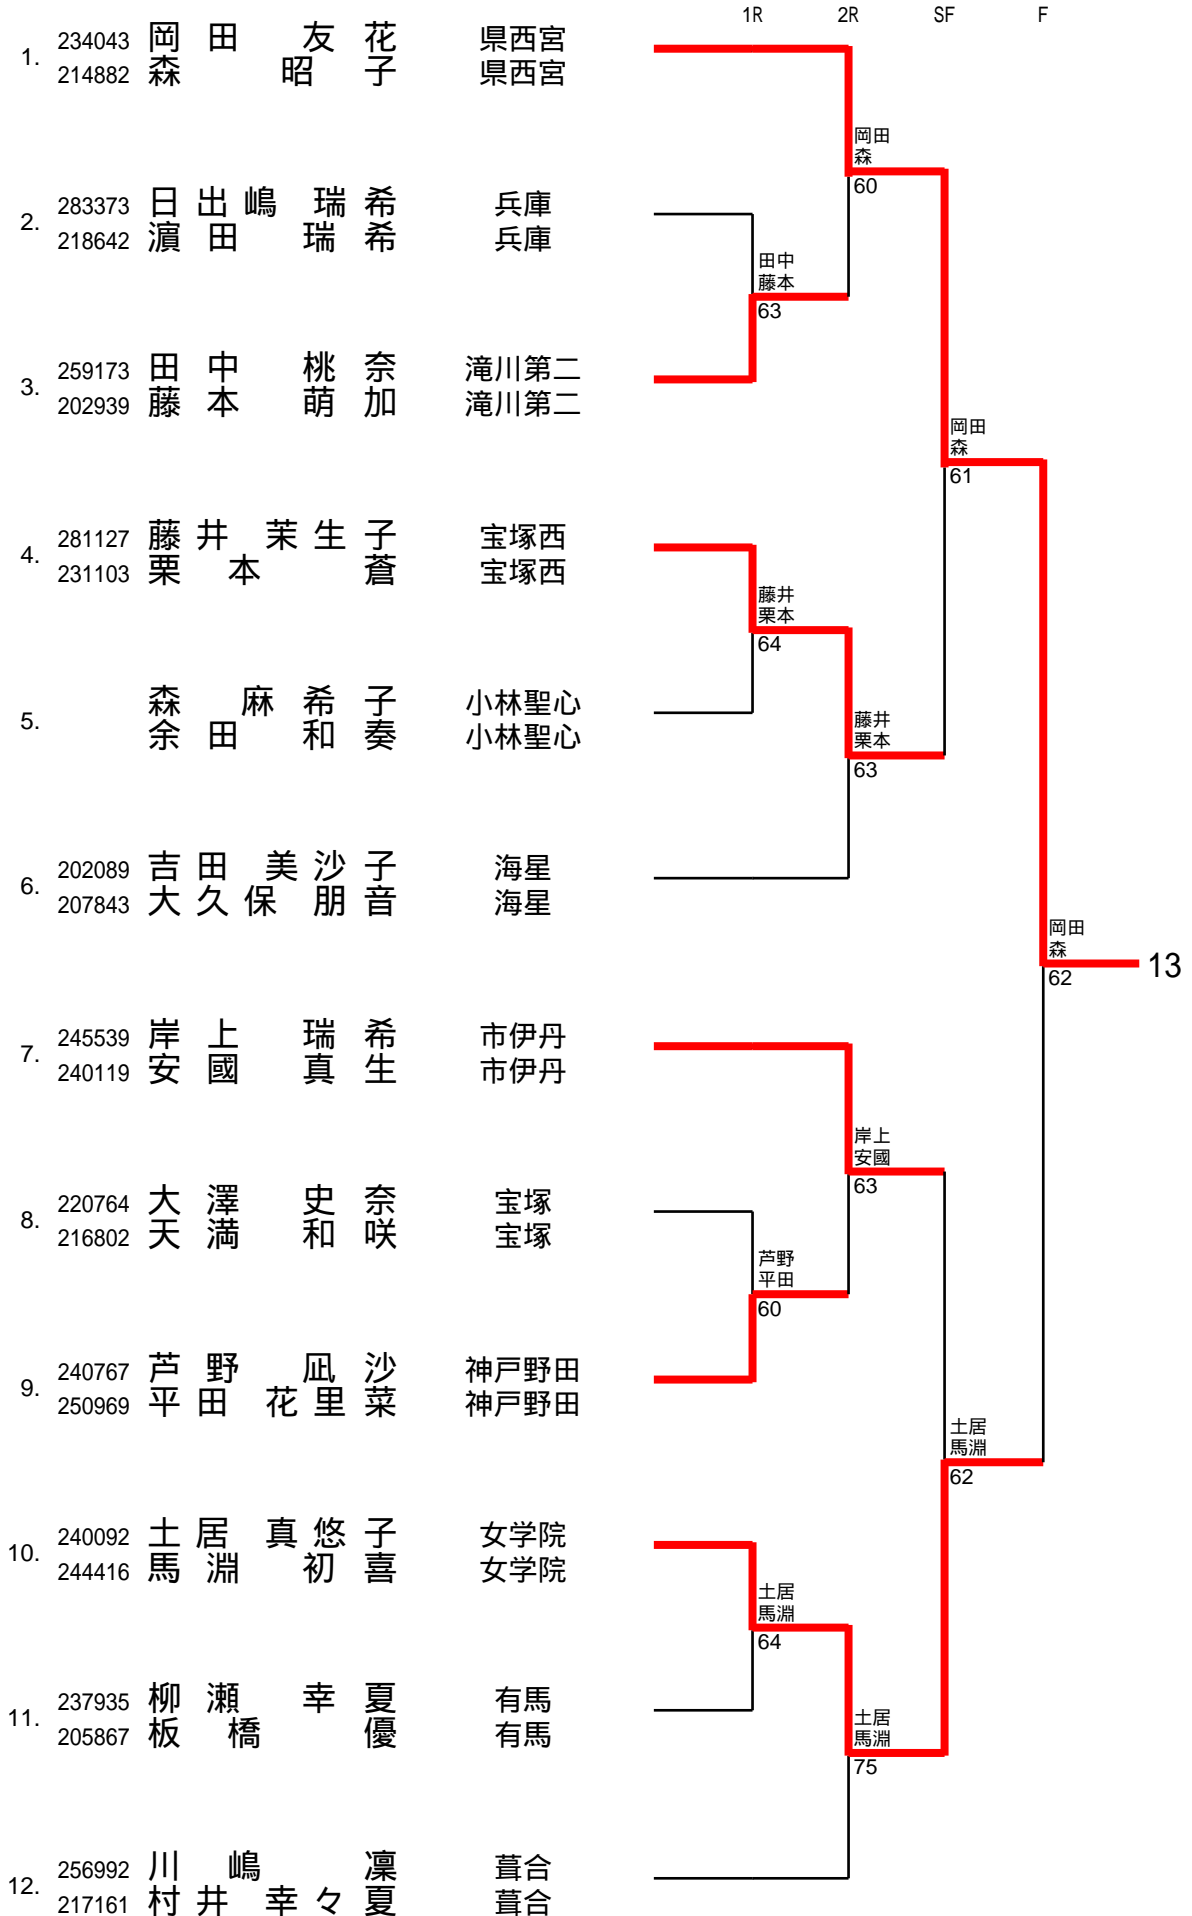 1R 2R SF F
1. 234043 岡田 友花 県西宮
214882 森 昭子 県西宮
岡田
森
60
2. 283373 日出嶋 瑞希 兵庫
218642 濵田 瑞希 兵庫
田中
藤本
63
3. 259173 田中 桃奈 滝川第二
202939 藤本 萌加 滝川第二
岡田
森
61
4. 281127 藤井 茉生子 宝塚西
231103 栗本 蒼 宝塚西
藤井
栗本
64
5. 森 麻希子 小林聖心
余田 和奏 小林聖心
藤井
栗本
63
6. 202089 吉田 美沙子 海星
207843 大久保 朋音 海星
岡田
森
62
13
7. 245539 岸上 瑞希 市伊丹
240119 安國 真生 市伊丹
岸上
安國
63
8. 220764 大澤 史奈 宝塚
216802 天満 和咲 宝塚
芦野
平田
60
9. 240767 芦野 凪沙 神戸野田
250969 平田 花里菜 神戸野田
土居
馬淵
62
10. 240092 土居 真悠子 女学院
244416 馬淵 初喜 女学院
土居
馬淵
64
11. 237935 柳瀬 幸夏 有馬
205867 板橋 優 有馬
土居
馬淵
75
12. 256992 川嶋 凜 葺合
217161 村井 幸々夏 葺合